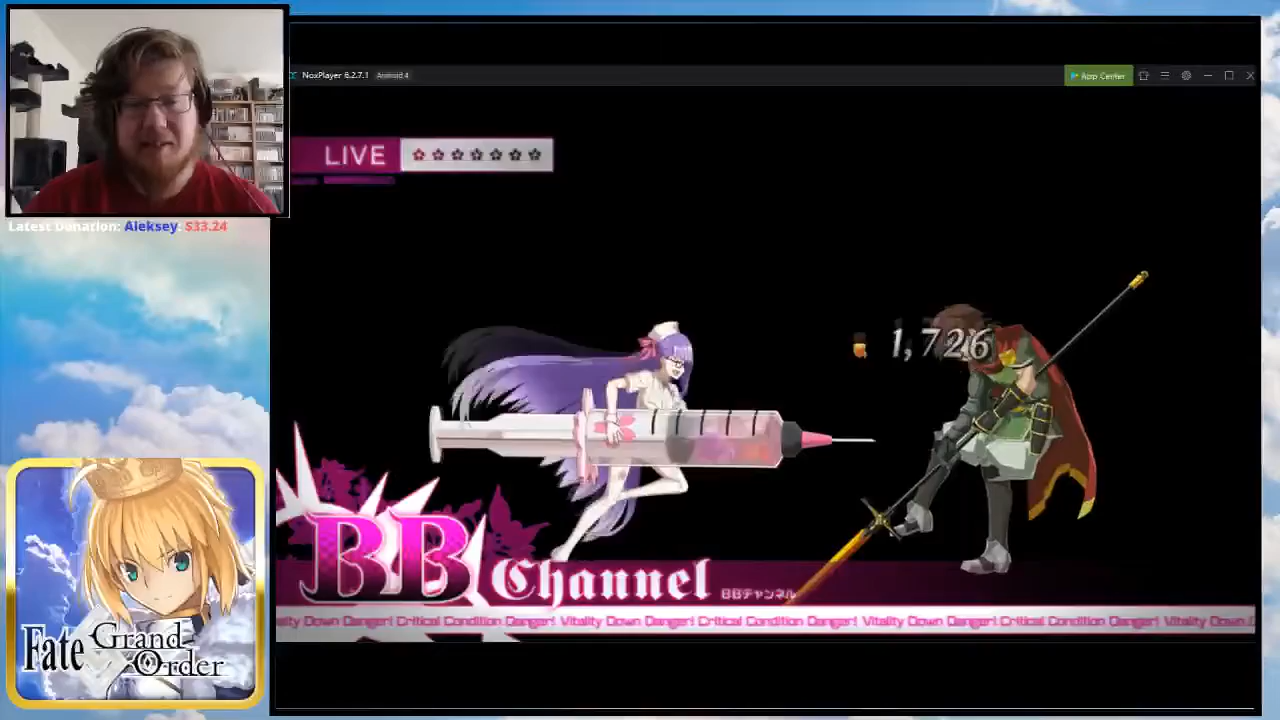 NoxPlayer 6.2.7.1 Android 4
App Center
LIVE
Latest Donation: Aleksey: $33.24
1,726
BB Channel BBチャンネル
ality Down Danger! Critical Condition Danger! Vitality Down Danger! Critical Condition Danger! Vitality Down Danger! Critical Condition Danger! Vitality Down D
Fate
Grand
Order